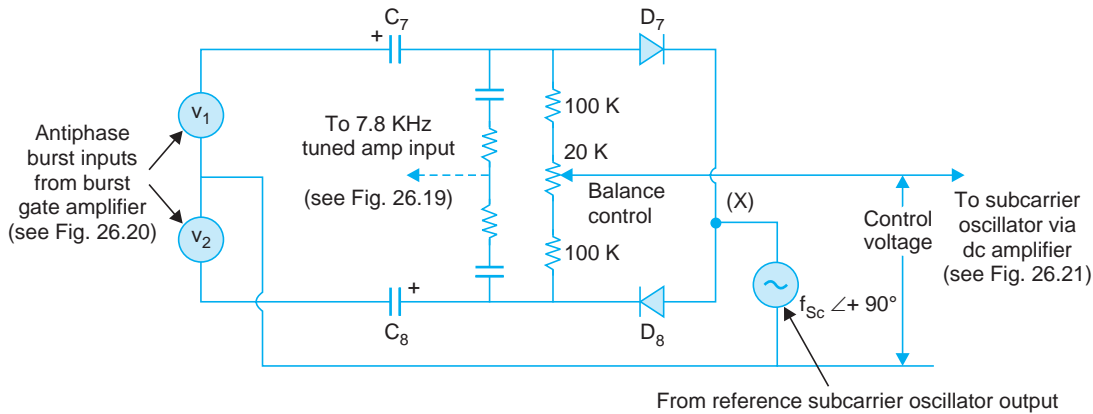 C7
D7
+
v1
Antiphase
burst inputs
from burst
gate amplifier
(see Fig. 26.20)
v2
To 7.8 KHz
tuned amp input
(see Fig. 26.19)
100 K
20 K
Balance
control
100 K
(X)
Control
voltage
To subcarrier
oscillator via
dc amplifier
(see Fig. 26.21)
+
C8
D8
fSc ∠+ 90°
From reference subcarrier oscillator output